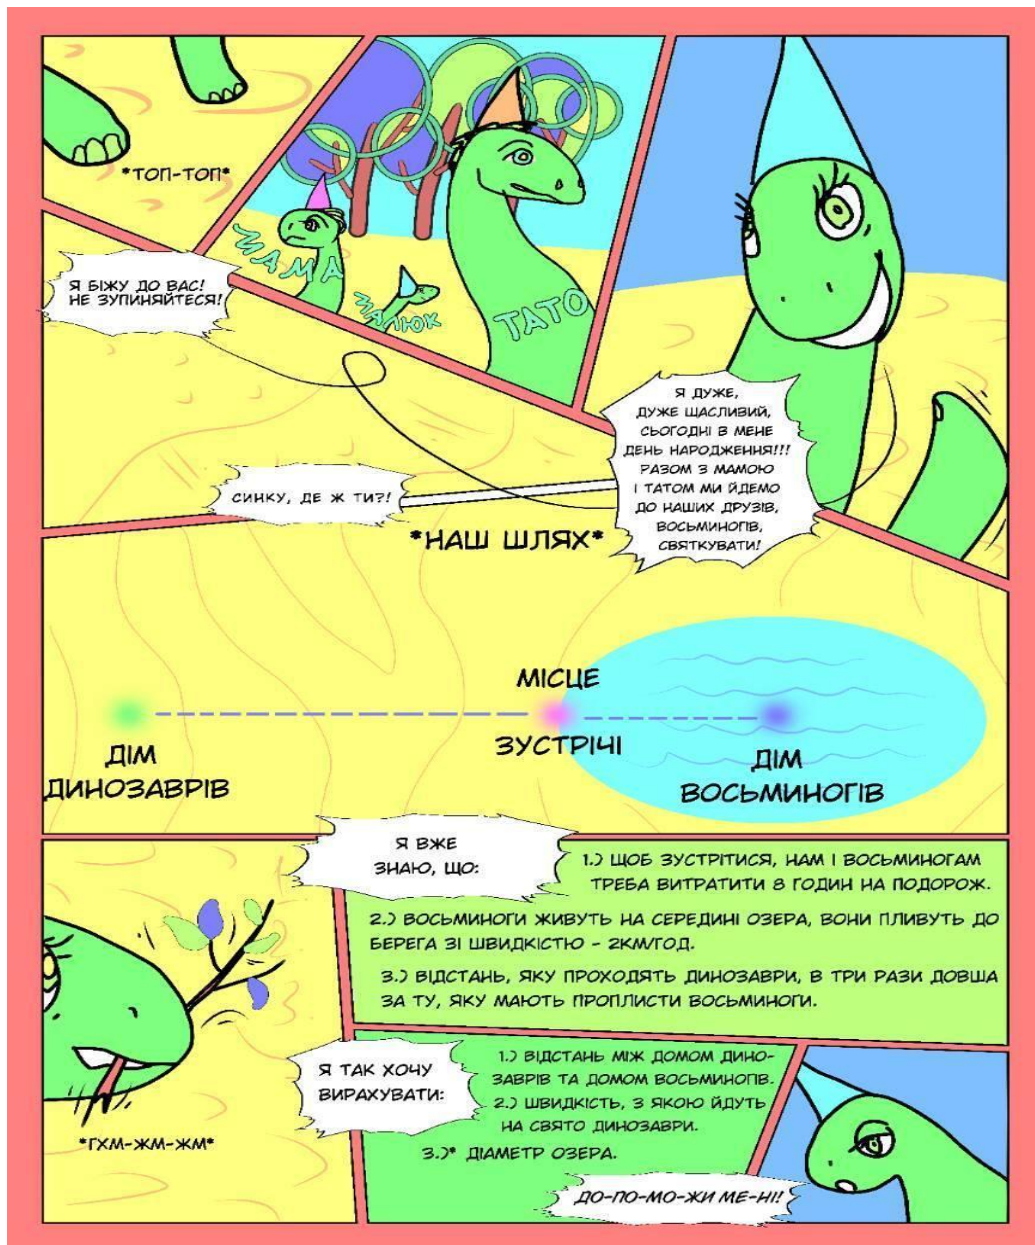 *ТОП-ТОП*
МАМА
МАЛЮК
ТАТО
Я БІЖУ ДО ВАС!
НЕ ЗУПИНЯЙТЕСЯ!
Я ДУЖЕ,
ДУЖЕ ЩАСЛИВИЙ,
СЬОГОДНІ В МЕНЕ
ДЕНЬ НАРОДЖЕННЯ!!!
РАЗОМ З МАМОЮ
І ТАТОМ МИ ЙДЕМО
ДО НАШИХ ДРУЗІВ,
ВОСЬМИНОГІВ,
СВЯТКУВАТИ!
СИНКУ, ДЕ Ж ТИ?!
*НАШ ШЛЯХ*
МІСЦЕ
ЗУСТРІЧІ
ДІМ
ДИНОЗАВРІВ
ДІМ
ВОСЬМИНОГІВ
Я ВЖЕ
ЗНАЮ, ЩО:
1.) ЩОБ ЗУСТРІТИСЯ, НАМ І ВОСЬМИНОГАМ
ТРЕБА ВИТРАТИТИ 8 ГОДИН НА ПОДОРОЖ.
2.) ВОСЬМИНОГИ ЖИВУТЬ НА СЕРЕДИНІ ОЗЕРА, ВОНИ ПЛИВУТЬ ДО
БЕРЕГА ЗІ ШВИДКІСТЮ - 2КМ/ГОД.
3.) ВІДСТАНЬ, ЯКУ ПРОХОДЯТЬ ДИНОЗАВРИ, В ТРИ РАЗИ ДОВША
ЗА ТУ, ЯКУ МАЮТЬ ПРОПЛИСТИ ВОСЬМИНОГИ.
*ГХМ-ЖМ-ЖМ*
Я ТАК ХОЧУ
ВИРАХУВАТИ:
1.) ВІДСТАНЬ МІЖ ДОМОМ ДИНО-
ЗАВРІВ ТА ДОМОМ ВОСЬМИНОГІВ.
2.) ШВИДКІСТЬ, З ЯКОЮ ЙДУТЬ
НА СВЯТО ДИНОЗАВРИ.
3.)* ДІАМЕТР ОЗЕРА.
ДО-ПО-МО-ЖИ МЕ-НІ!